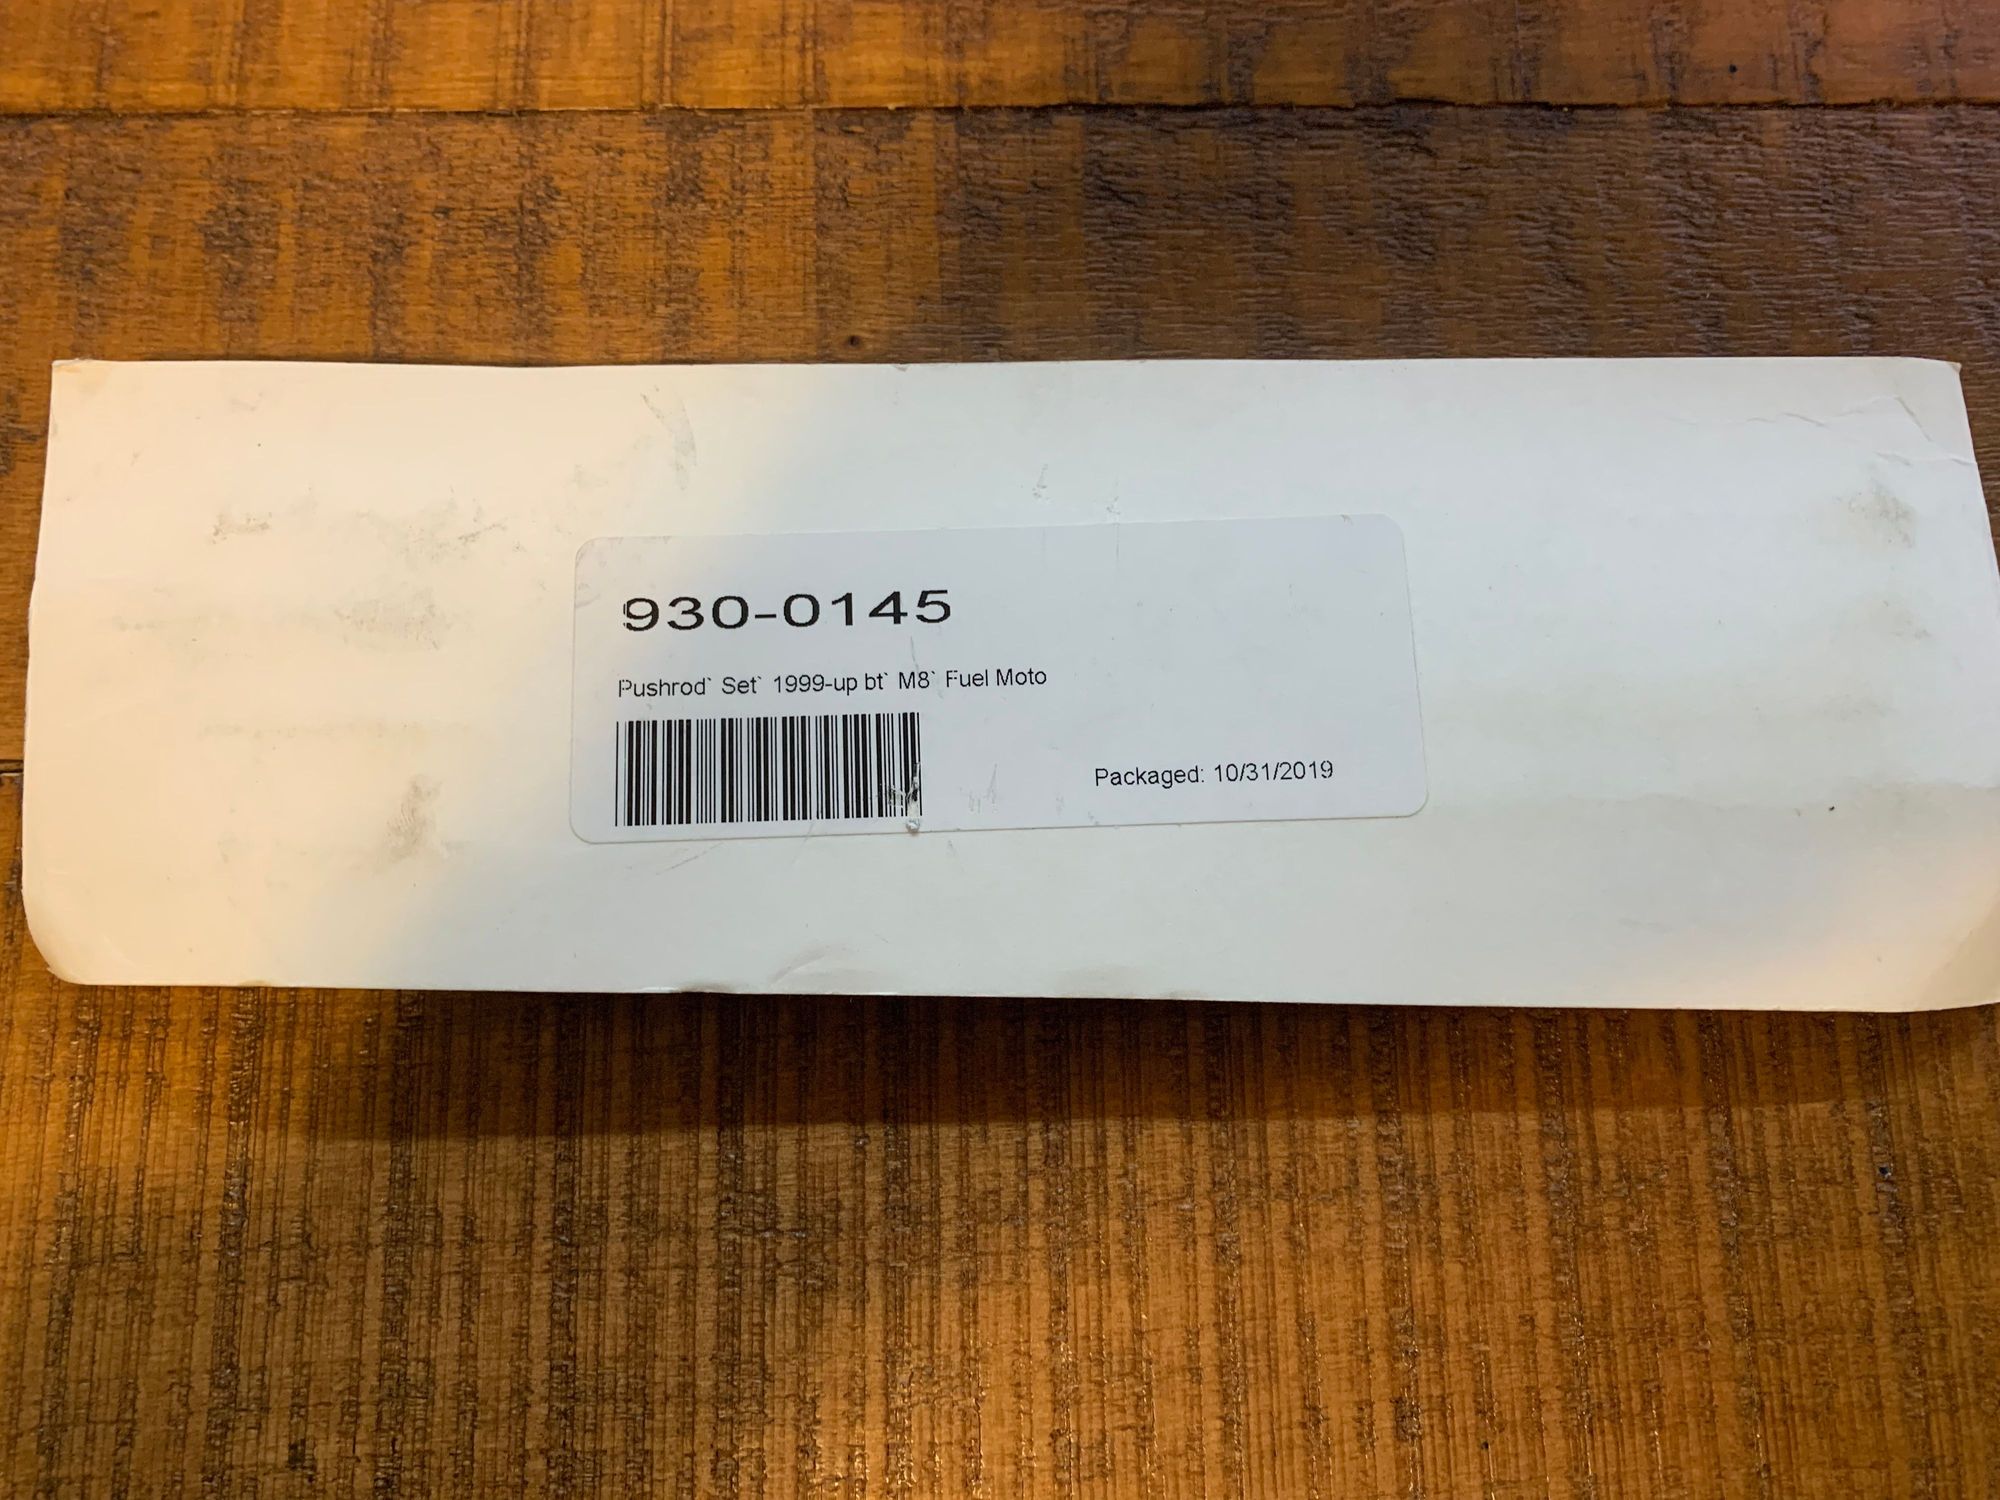 930-0145
Pushrod` Set` 1999-up bt` M8` Fuel Moto
Packaged: 10/31/2019